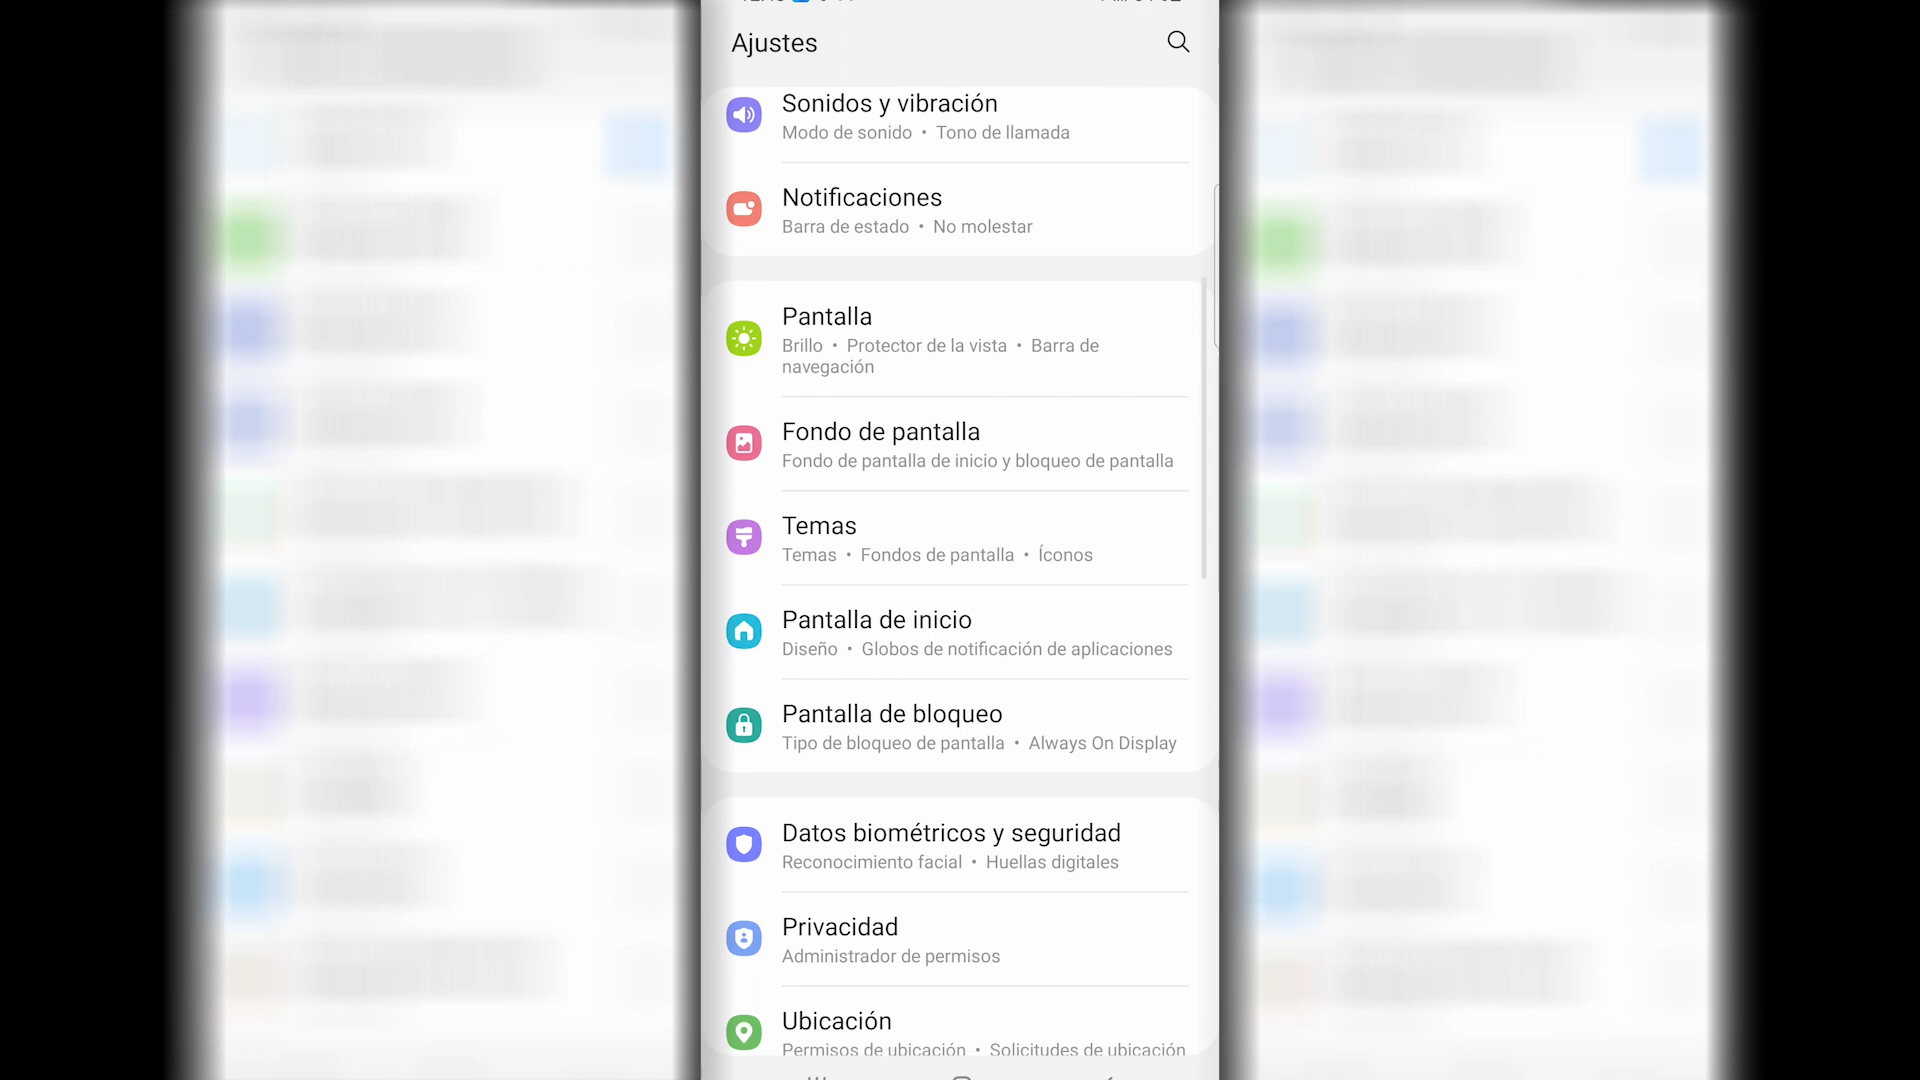 Ajustes
Sonidos y vibración
Modo de sonido • Tono de llamada
Notificaciones
Barra de estado • No molestar
Pantalla
Brillo • Protector de la vista • Barra de
navegación
Fondo de pantalla
Fondo de pantalla de inicio y bloqueo de pantalla
Temas
Temas • Fondos de pantalla • Íconos
Pantalla de inicio
Diseño • Globos de notificación de aplicaciones
Pantalla de bloqueo
Tipo de bloqueo de pantalla • Always On Display
Datos biométricos y seguridad
Reconocimiento facial • Huellas digitales
Privacidad
Administrador de permisos
Ubicación
Permisos de ubicación • Solicitudes de ubicación